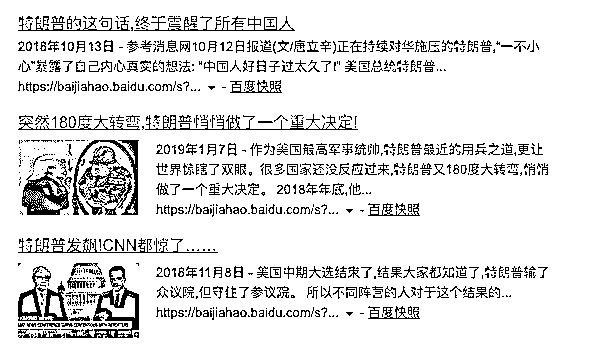 特朗普的这句话,终于震醒了所有中国人
2018年10月13日 - 参考消息网10月12日报道(文/唐立辛)正在持续对华施压的特朗普,“一不小
心”暴露了自己内心真实的想法: “中国人好日子过太久了!” 美国总统特朗普...
https://baijiahao.baidu.com/s?... - 百度快照
突然180度大转弯,特朗普悄悄做了一个重大决定!
2019年1月7日 - 作为美国最高军事统帅,特朗普最近的用兵之道,更让
世界惊瞎了双眼。很多国家还没反应过来,特朗普又180度大转弯,悄悄
做了一个重大决定。 2018年年底,他...
https://baijiahao.baidu.com/s?... - 百度快照
特朗普发飙!CNN都惊了……
2018年11月8日 - 美国中期大选结束了,结果大家都知道了,特朗普输了
众议院,但守住了参议院。 所以不同阵营的人对于这个结果的...
https://baijiahao.baidu.com/s?... - 百度快照